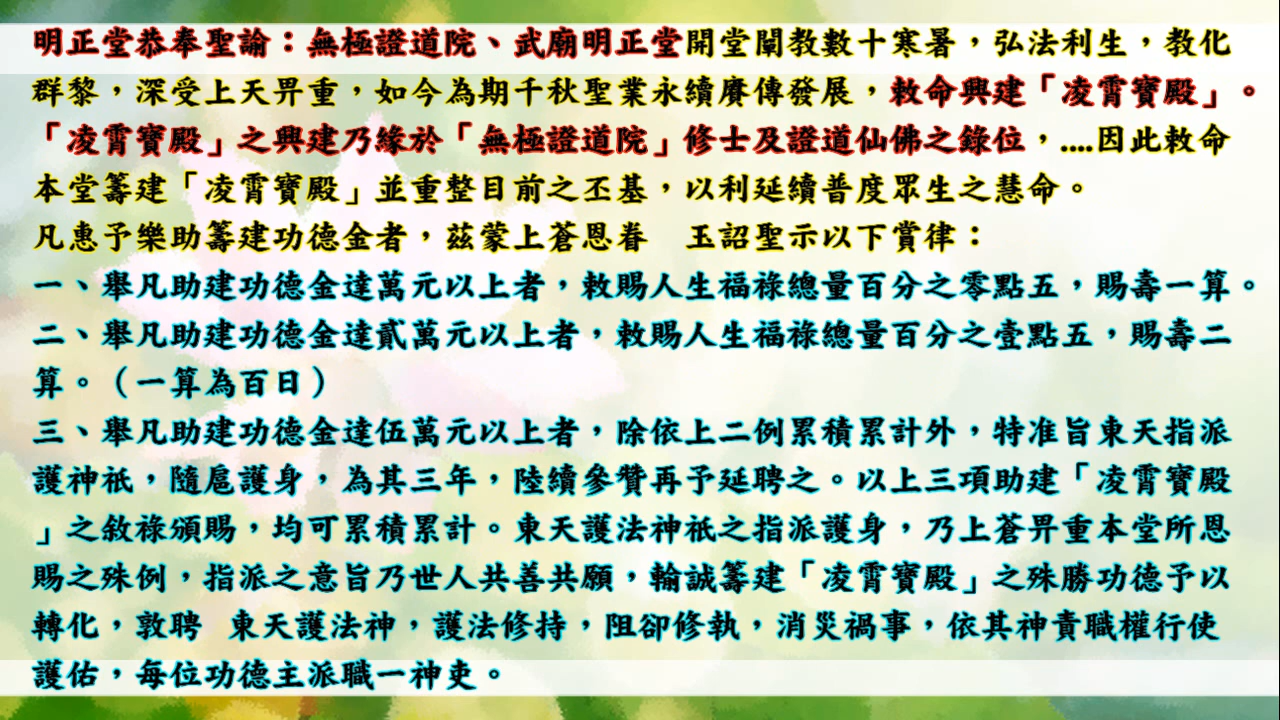 明正堂恭奉聖諭：無極證道院、武廟明正堂開堂闡教數十寒暑，弘法利生，教化
群黎，深受上天畀重，如今為期千秋聖業永續賡傳發展，敕命興建「凌霄寶殿」。
「凌霄寶殿」之興建乃緣於「無極證道院」修士及證道仙佛之錄位，....因此敕命
本堂籌建「凌霄寶殿」並重整目前之丕基，以利延續普度眾生之慧命。
凡惠予樂助籌建功德金者，茲蒙上蒼恩眷　玉詔聖示以下賞律：
一、舉凡助建功德金達萬元以上者，敕賜人生福祿總量百分之零點五，賜壽一算。
二、舉凡助建功德金達貳萬元以上者，敕賜人生福祿總量百分之壹點五，賜壽二
算。（一算為百日）
三、舉凡助建功德金達伍萬元以上者，除依上二例累積累計外，特准旨東天指派
護神祇，隨扈護身，為其三年，陸續參贊再予延聘之。以上三項助建「凌霄寶殿
」之敘祿頒賜，均可累積累計。東天護法神祇之指派護身，乃上蒼畀重本堂所恩
賜之殊例，指派之意旨乃世人共善共願，輸誠籌建「凌霄寶殿」之殊勝功德予以
轉化，敦聘　東天護法神，護法修持，阻卻修執，消災禍事，依其神責職權行使
護佑，每位功德主派職一神吏。